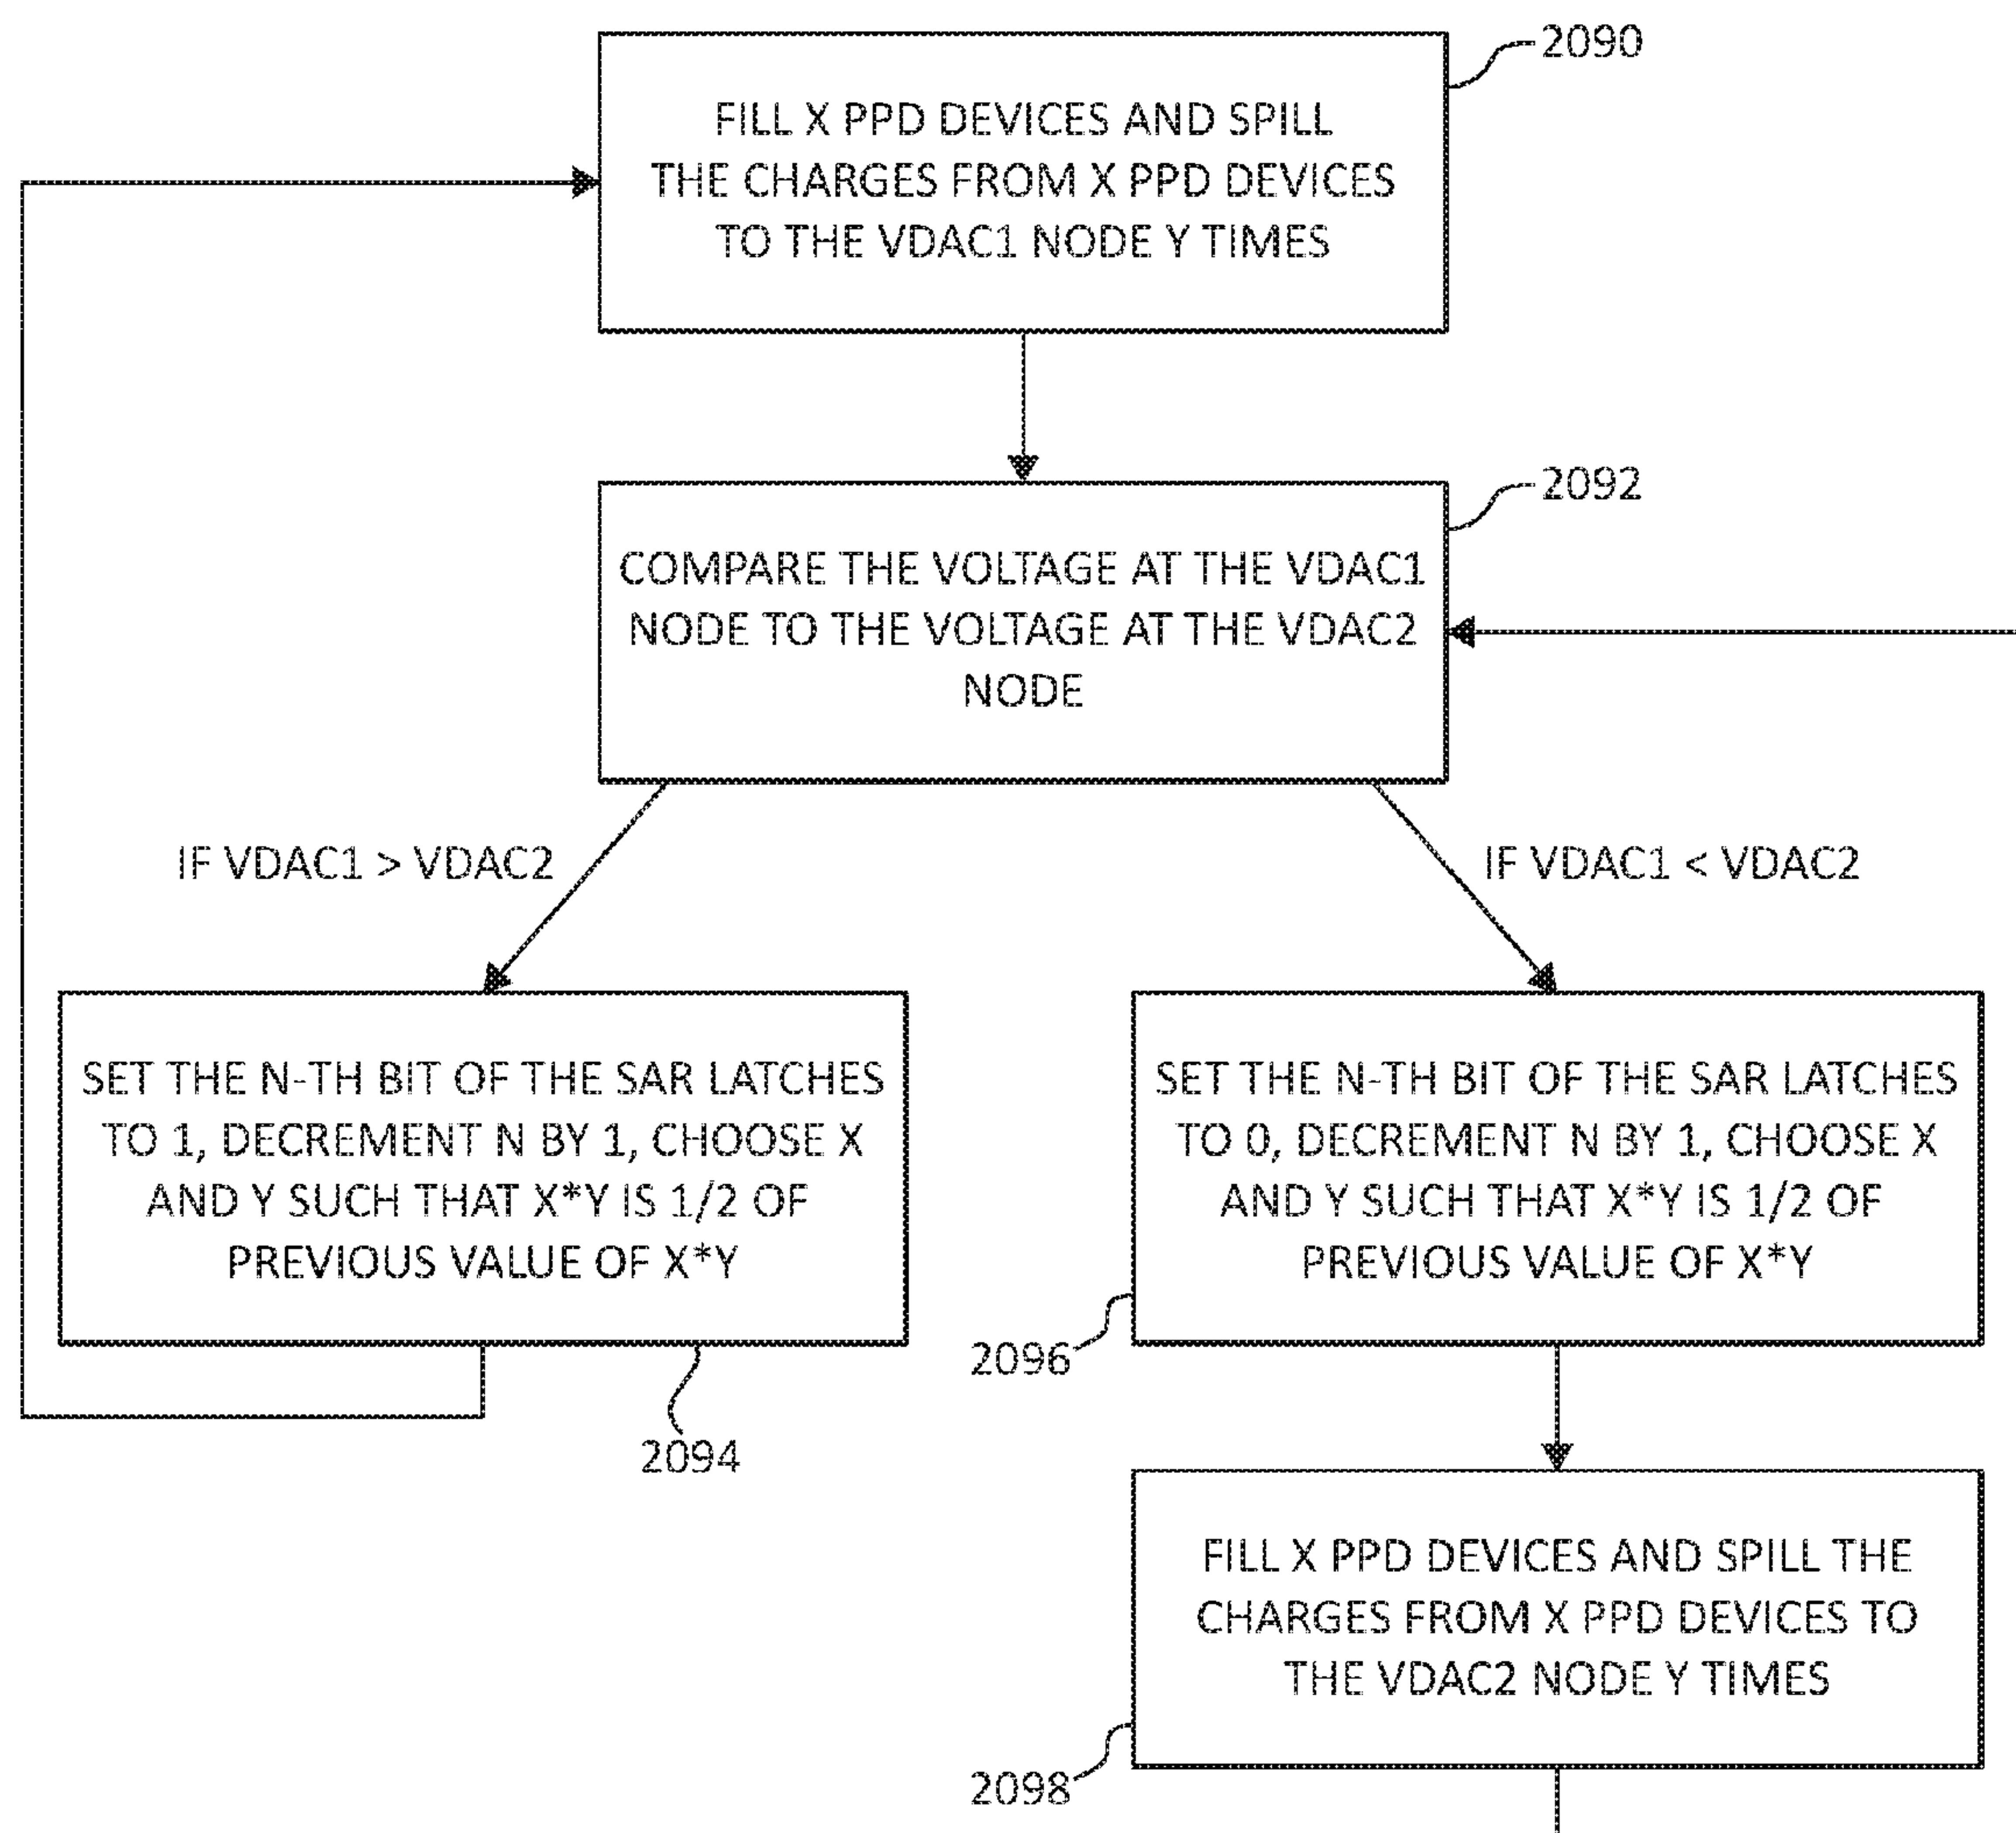 2090
FILL X PPD DEVICES AND SPILL
THE CHARGES FROM X PPD DEVICES
TO THE VDAC1 NODE Y TIMES
2092
COMPARE THE VOLTAGE AT THE VDAC1
NODE TO THE VOLTAGE AT THE VDAC2
NODE
IF VDAC1 > VDAC2
IF VDAC1 < VDAC2
SET THE N-TH BIT OF THE SAR LATCHES
TO 1, DECREMENT N BY 1, CHOOSE X
AND Y SUCH THAT X*Y IS 1/2 OF
PREVIOUS VALUE OF X*Y
2094
SET THE N-TH BIT OF THE SAR LATCHES
TO 0, DECREMENT N BY 1, CHOOSE X
AND Y SUCH THAT X*Y IS 1/2 OF
PREVIOUS VALUE OF X*Y
2096
FILL X PPD DEVICES AND SPILL THE
CHARGES FROM X PPD DEVICES TO
THE VDAC2 NODE Y TIMES
2098